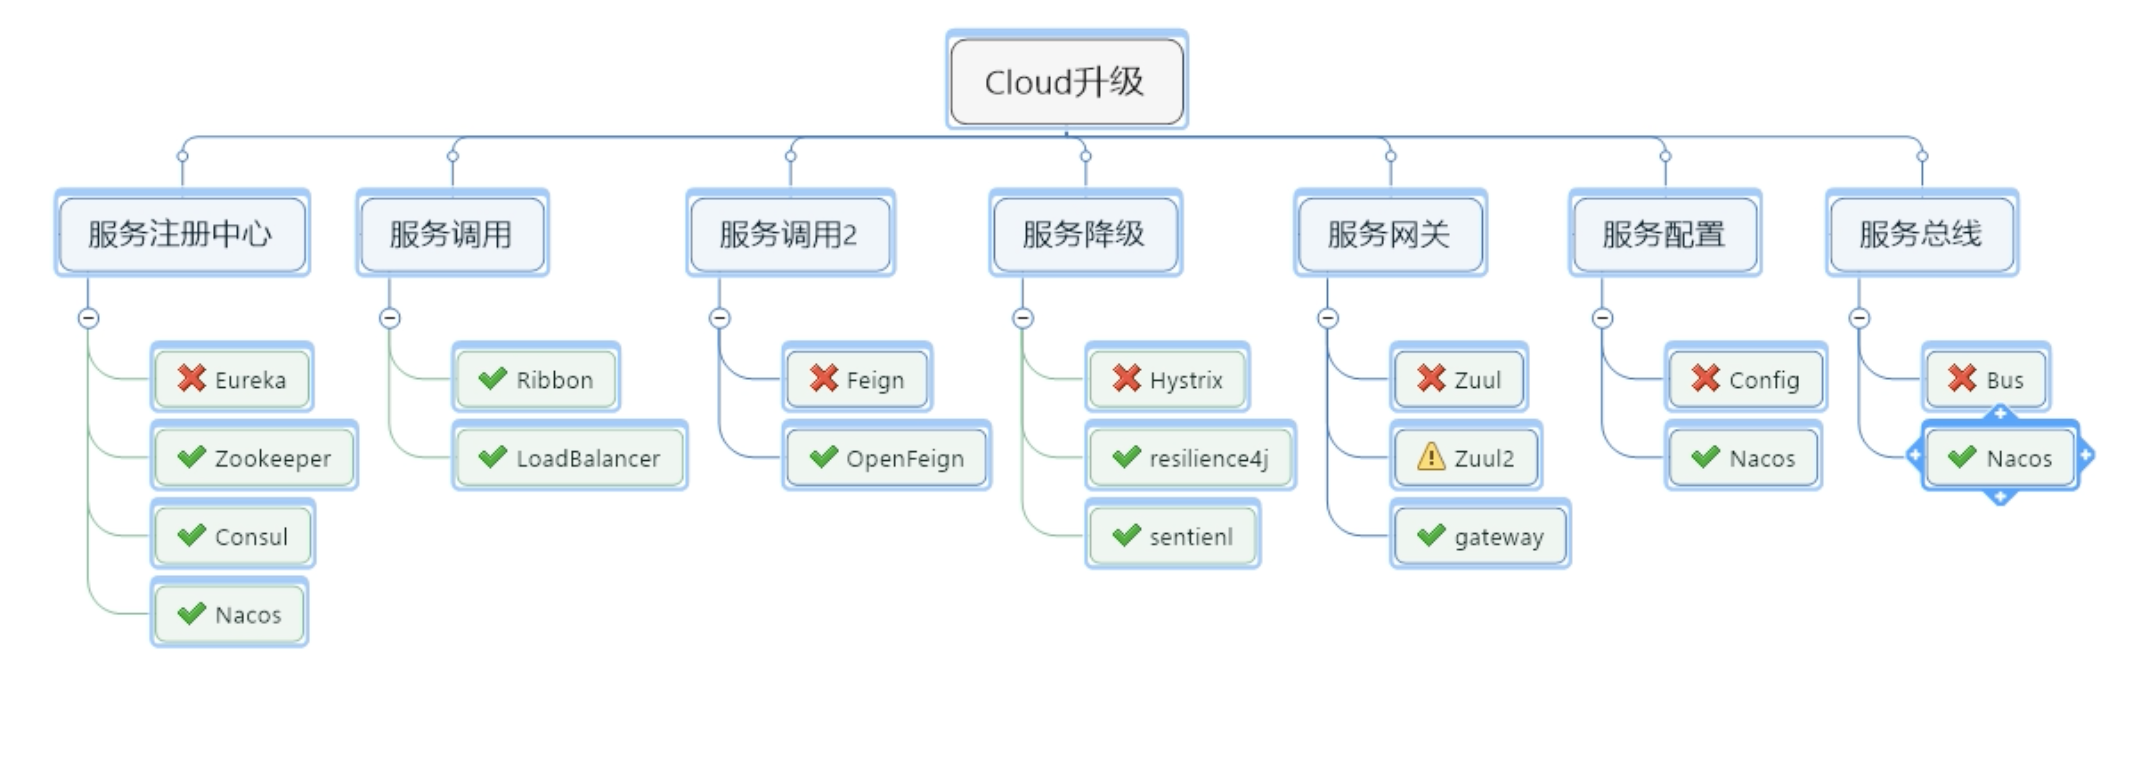 Cloud升级
服务注册中心
Eureka
Zookeeper
Consul
Nacos
服务调用
Ribbon
LoadBalancer
服务调用2
Feign
OpenFeign
服务降级
Hystrix
resilience4j
sentienl
服务网关
Zuul
Zuul2
gateway
服务配置
Config
Nacos
服务总线
Bus
Nacos